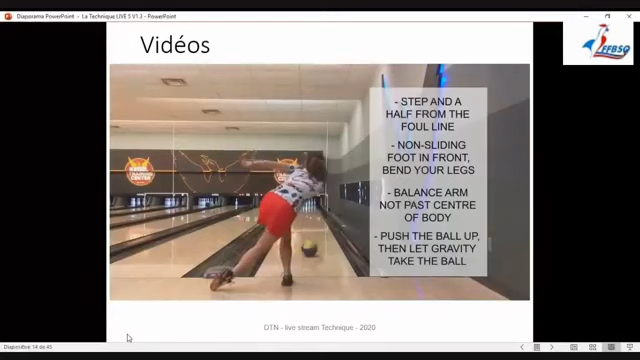 Diaporama PowerPoint - La Technique LIVE 5 V1.3 - PowerPoint
Vidéos
FFBSQ
- STEP AND A
HALF FROM THE
FOUL LINE
- NON-SLIDING
FOOT IN FRONT,
BEND YOUR LEGS
- BALANCE ARM
NOT PAST CENTRE
OF BODY
- PUSH THE BALL UP,
THEN LET GRAVITY
TAKE THE BALL
DTN - live stream Technique - 2020
Diapositive 14 de 45